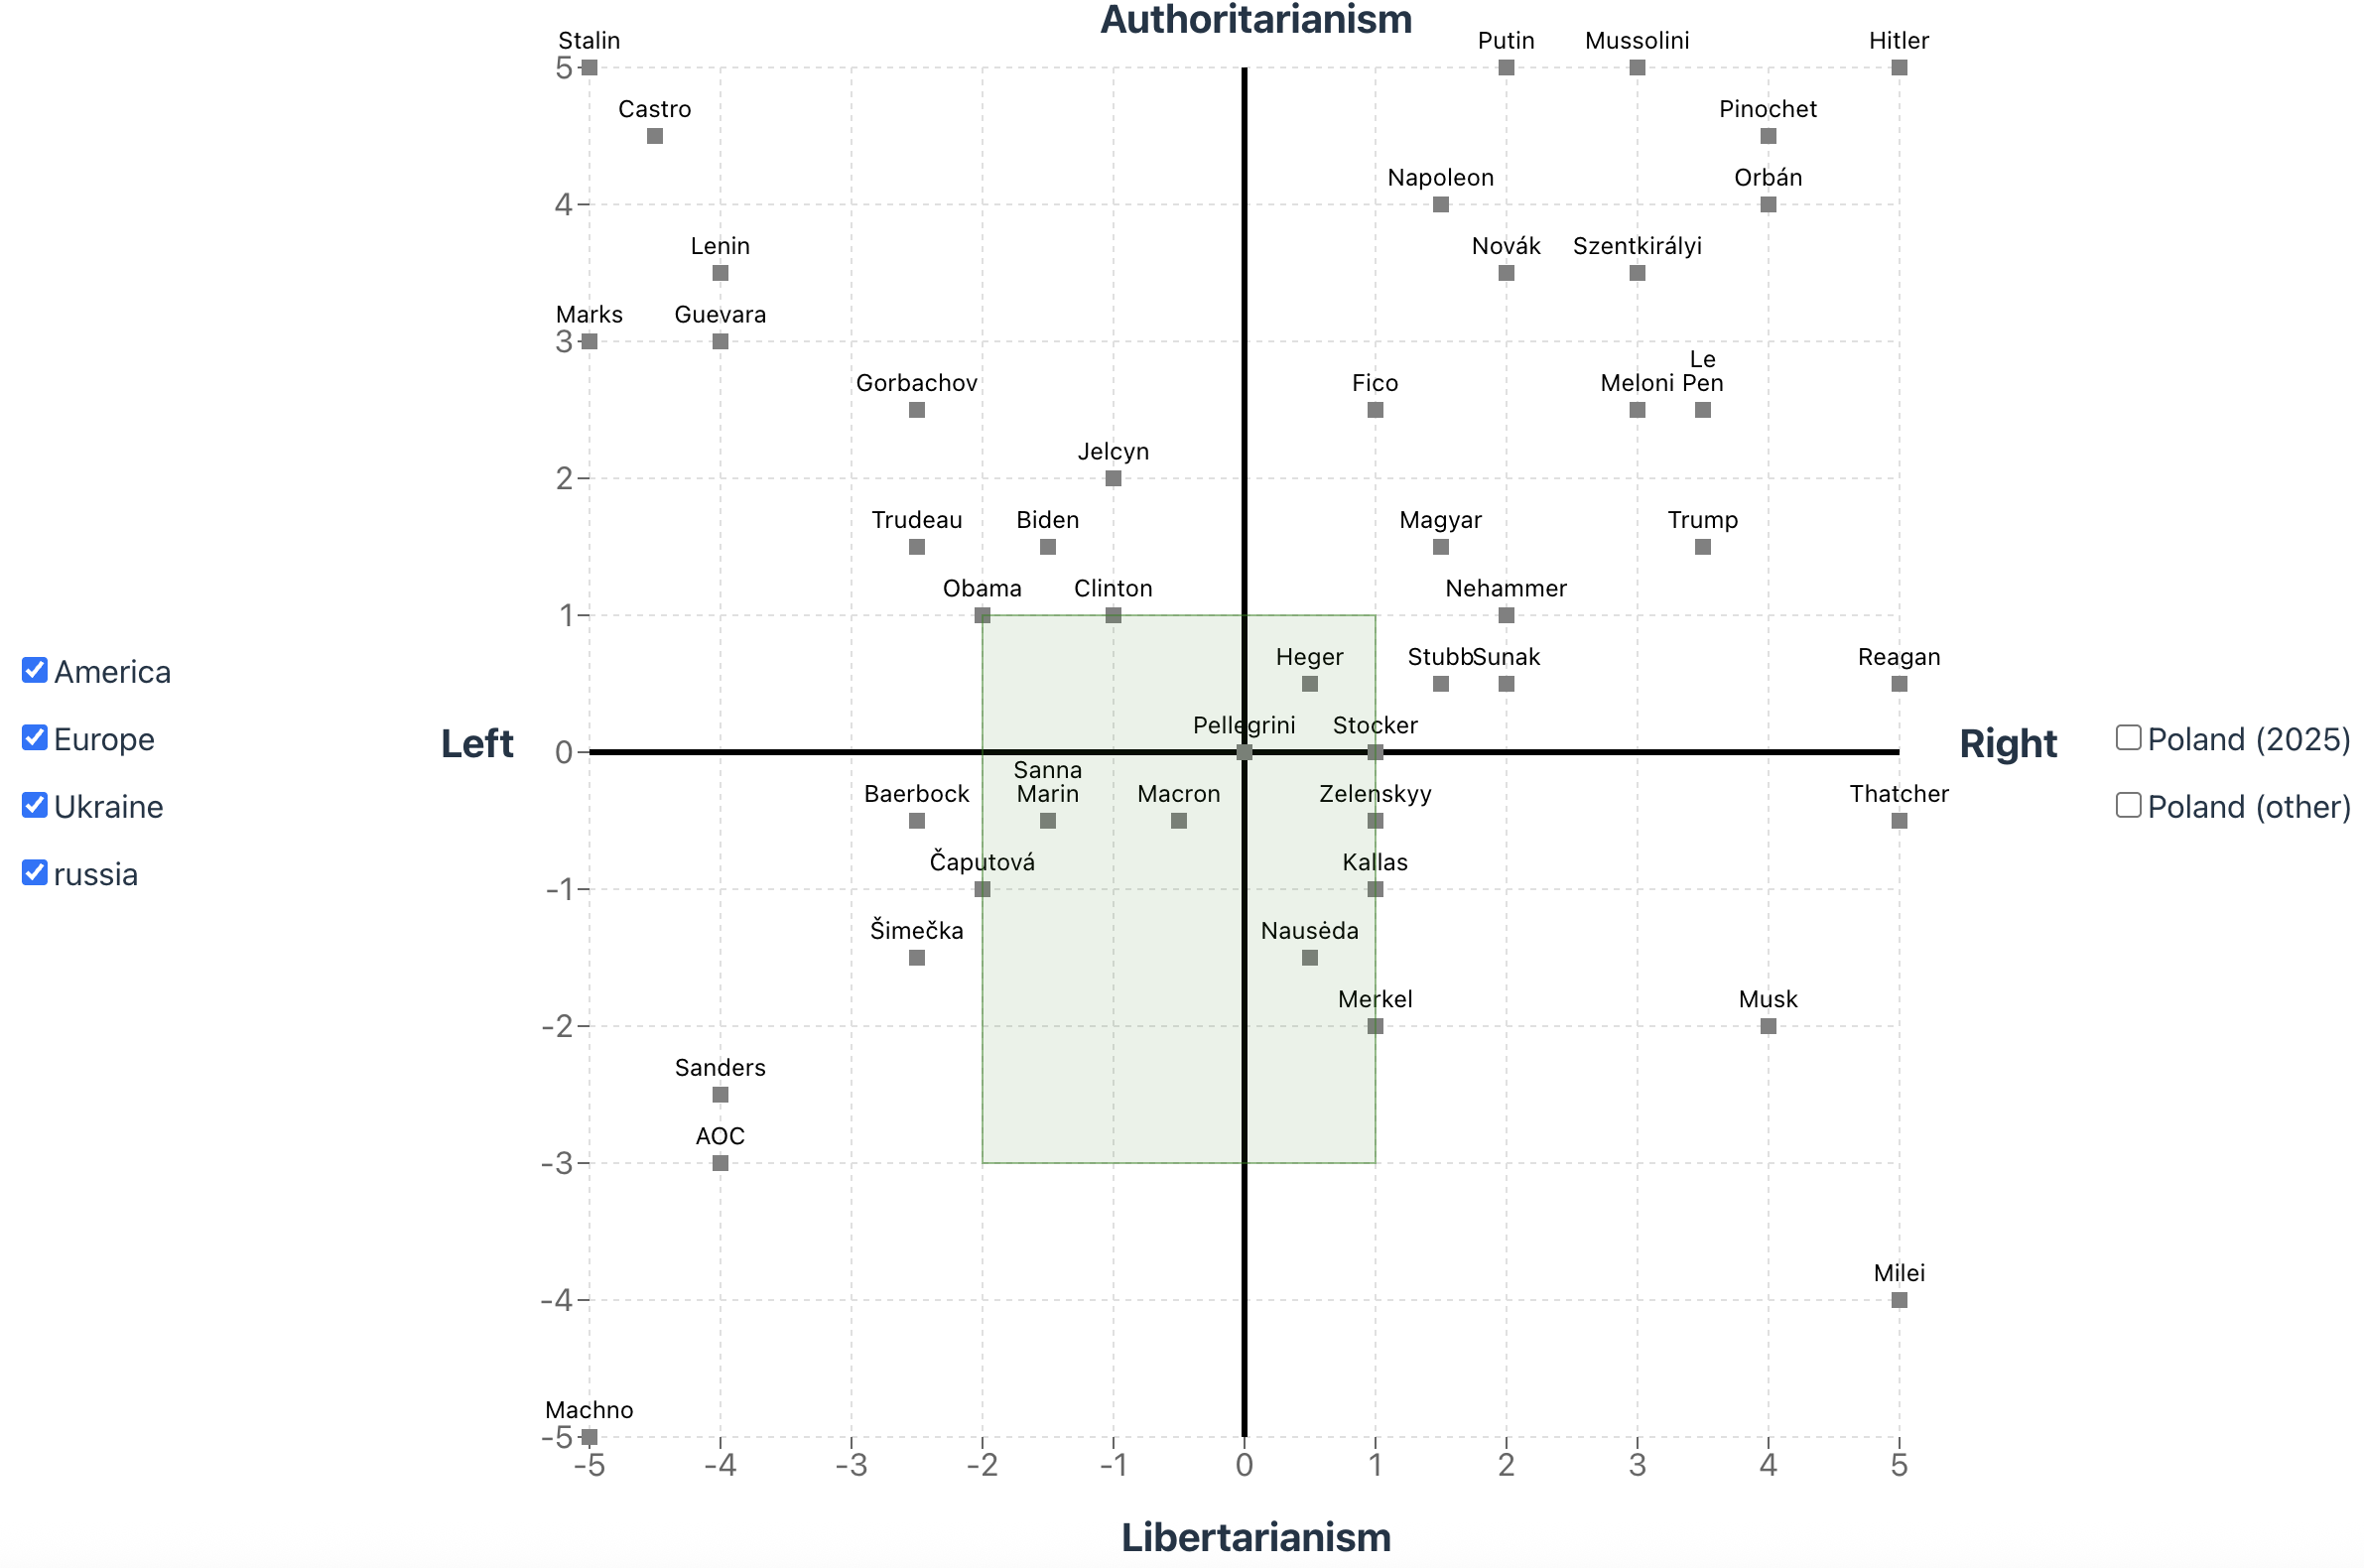 Authoritarianism
Stalin
Putin
Mussolini
Hitler
5
Castro
Pinochet
Napoleon
Orbán
4
Lenin
Novák
Szentkirályi
Marks
Guevara
3
Le
Gorbachov
Fico
Meloni
Pen
Jelcyn
2
Trudeau
Biden
Magyar
Trump
Obama
Clinton
Nehammer
1
Heger
Stubb
Sunak
Reagan
America
Pellegrini
Stocker
Europe
Left
0
Right
Poland (2025)
Sanna
Baerbock
Marin
Macron
Zelenskyy
Thatcher
Ukraine
Poland (other)
Čaputová
Kallas
russia
-1
Šimečka
Nausėda
Merkel
Musk
-2
Sanders
AOC
-3
Milei
-4
Machno
-5
-5
-4
-3
-2
-1
0
1
2
3
4
5
Libertarianism